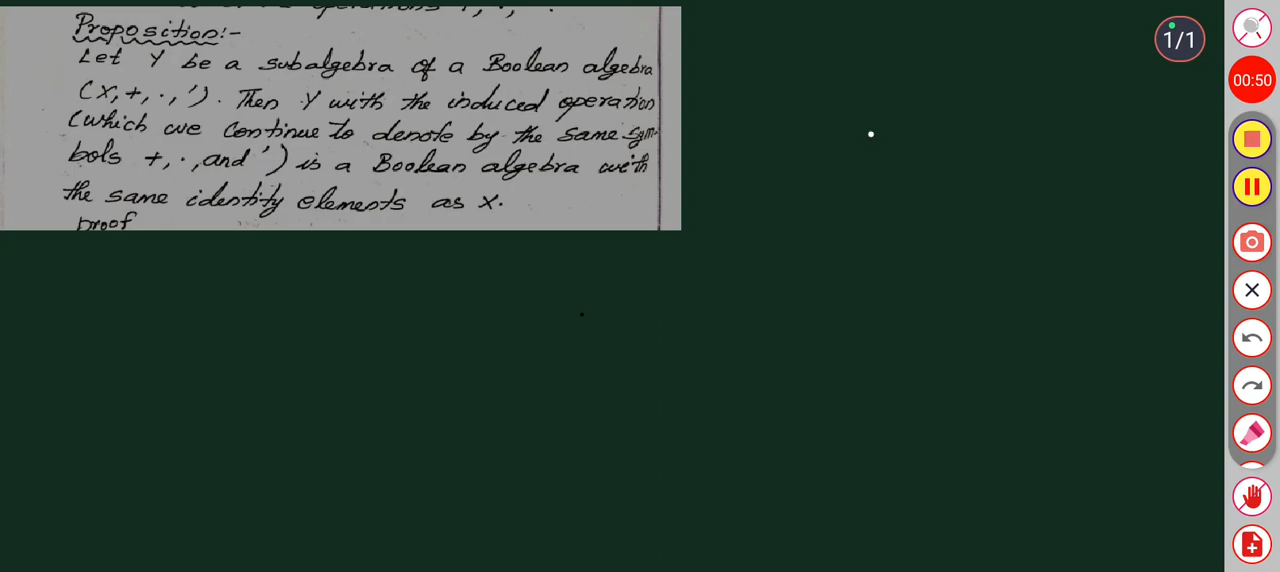 Proposition:-
Let Y be a subalgebra of a Boolean algebra
(X, +, ., '). Then Y with the induced operation
(which we continue to denote by the same sym-
bols +, ., and ') is a Boolean algebra with
the same identity elements as X.
proof
1/1
00:50